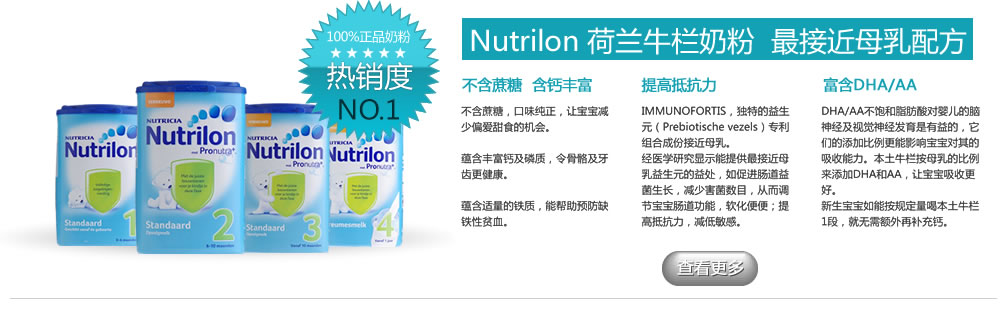 100%正品奶粉
热销度
NO.1
Nutrilon 荷兰牛栏奶粉 最接近母乳配方
不含蔗糖 含钙丰富
不含蔗糖，口味纯正，让宝宝减
少偏爱甜食的机会。
蕴含丰富钙及磷质，令骨骼及牙
齿更健康。
蕴含适量的铁质，能帮助预防缺
铁性贫血。
提高抵抗力
IMMUNOFORTIS，独特的益生
元（Prebiotische vezels）专利
组合成份接近母乳。
经医学研究显示能提供最接近母
乳益生元的益处，如促进肠道益
菌生长，减少害菌数目，从而调
节宝宝肠道功能，软化便便；提
高抵抗力，减低敏感。
富含DHA/AA
DHA/AA不饱和脂肪酸对婴儿的脑
神经及视觉神经发育是有益的，它
们的添加比例更能影响宝宝对其的
吸收能力。本土牛栏按母乳的比例
来添加DHA和AA，让宝宝吸收更
好。
新生宝宝如能按规定量喝本土牛栏
1段，就无需额外再补充钙。
查看更多
NUTRICIA
Nutrilon
Pronutra+
Standaard
1
NUTRICIA
Nutrilon
Pronutra+
Standaard
2
NUTRICIA
Nutrilon
Pronutra+
Standaard
3
Nutrilon
Pronutra+
4